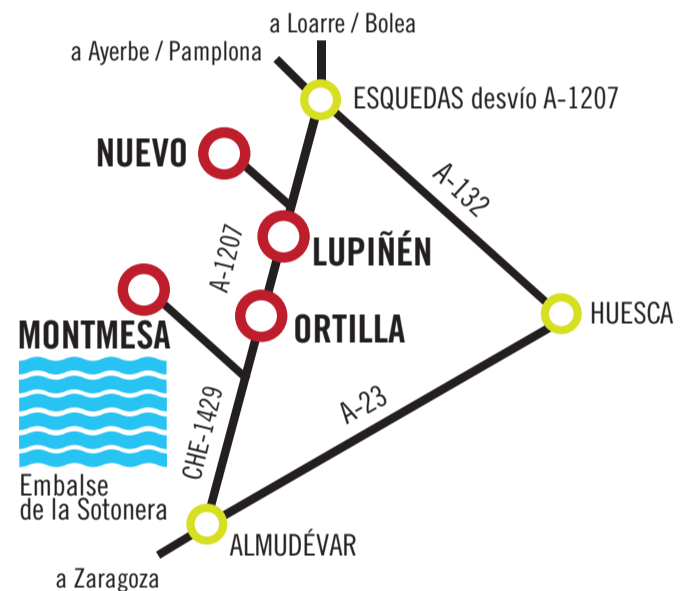 a Loarre / Bolea
a Ayerbe / Pamplona
ESQUEDAS desvío A-1207
NUEVO
A-132
A-1207
LUPIÑÉN
MONTMESA
ORTILLA
HUESCA
A-23
CHE-1429
Embalse
de la Sotonera
ALMUDÉVAR
a Zaragoza